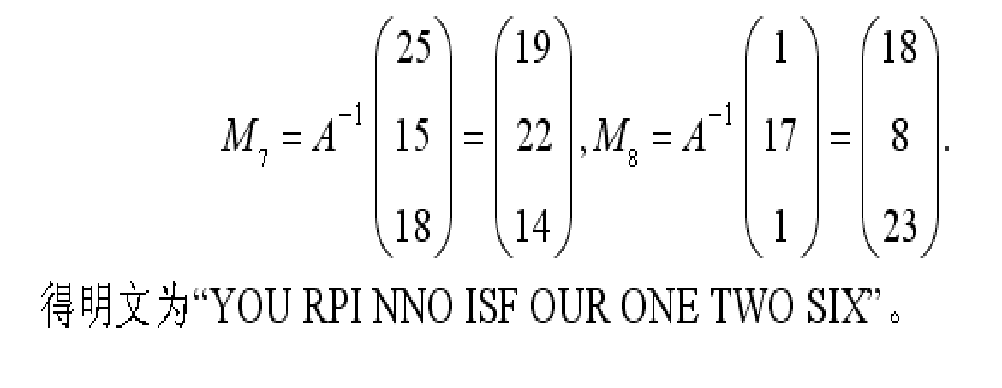 M₇ = A⁻¹ (25 15 18) = (19 22 14), M₈ = A⁻¹ (1 17 1) = (18 8 23).
得明文为“YOU RPI NNO ISF OUR ONE TWO SIX”。